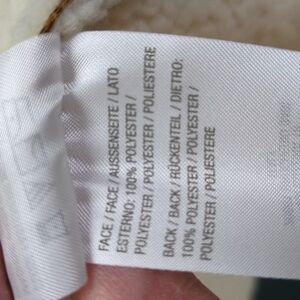 FACE / FACE / AUSSENSEITE / LATO
ESTERNO: 100% POLYESTER /
POLYESTER / POLYESTER / POLIESTERE
BACK / BACK / RÜCKENTEIL / DIETRO:
100% POLYESTER / POLYESTER /
POLYESTER / POLIESTERE